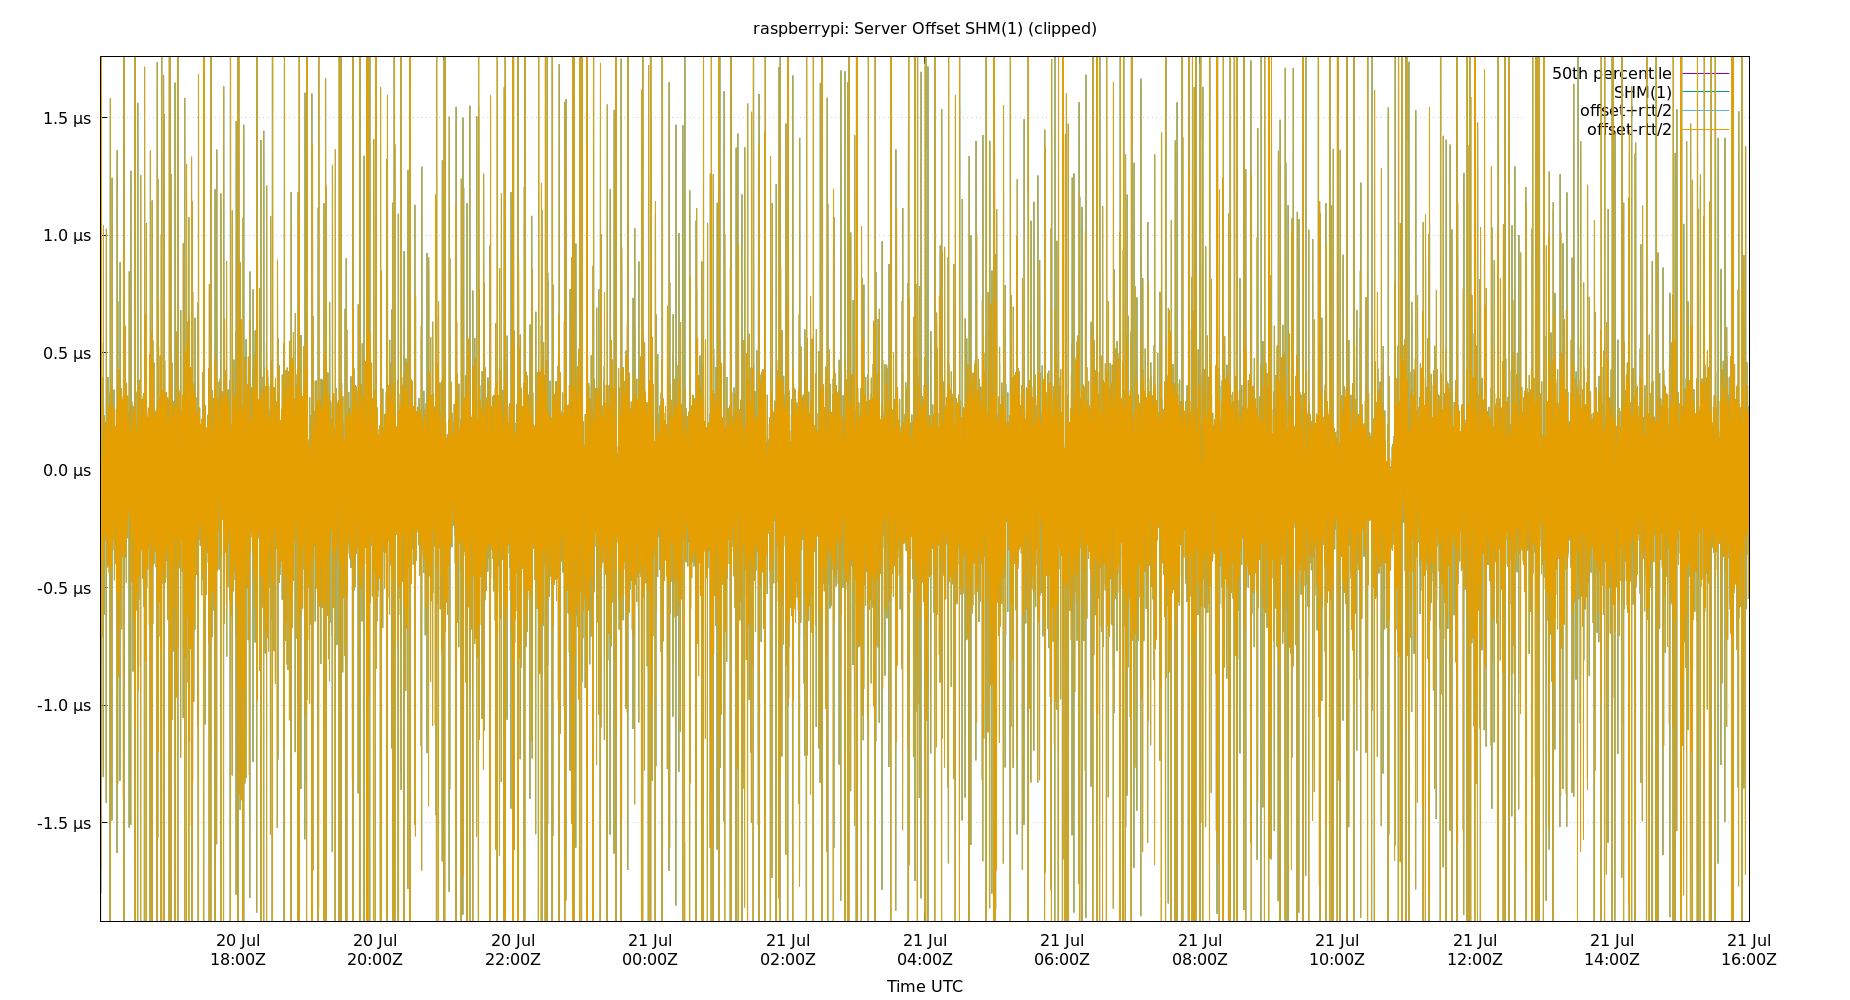 raspberrypi: Server Offset SHM(1) (clipped)
50th percentile
SHM(1)
offset+rtt/2
offset-rtt/2
1.5 µs
1.0 µs
0.5 µs
0.0 µs
-0.5 µs
-1.0 µs
-1.5 µs
20 Jul 20 Jul 20 Jul 21 Jul 21 Jul 21 Jul 21 Jul 21 Jul 21 Jul 21 Jul 21 Jul 21 Jul
18:00Z 20:00Z 22:00Z 00:00Z 02:00Z 04:00Z 06:00Z 08:00Z 10:00Z 12:00Z 14:00Z 16:00Z
Time UTC